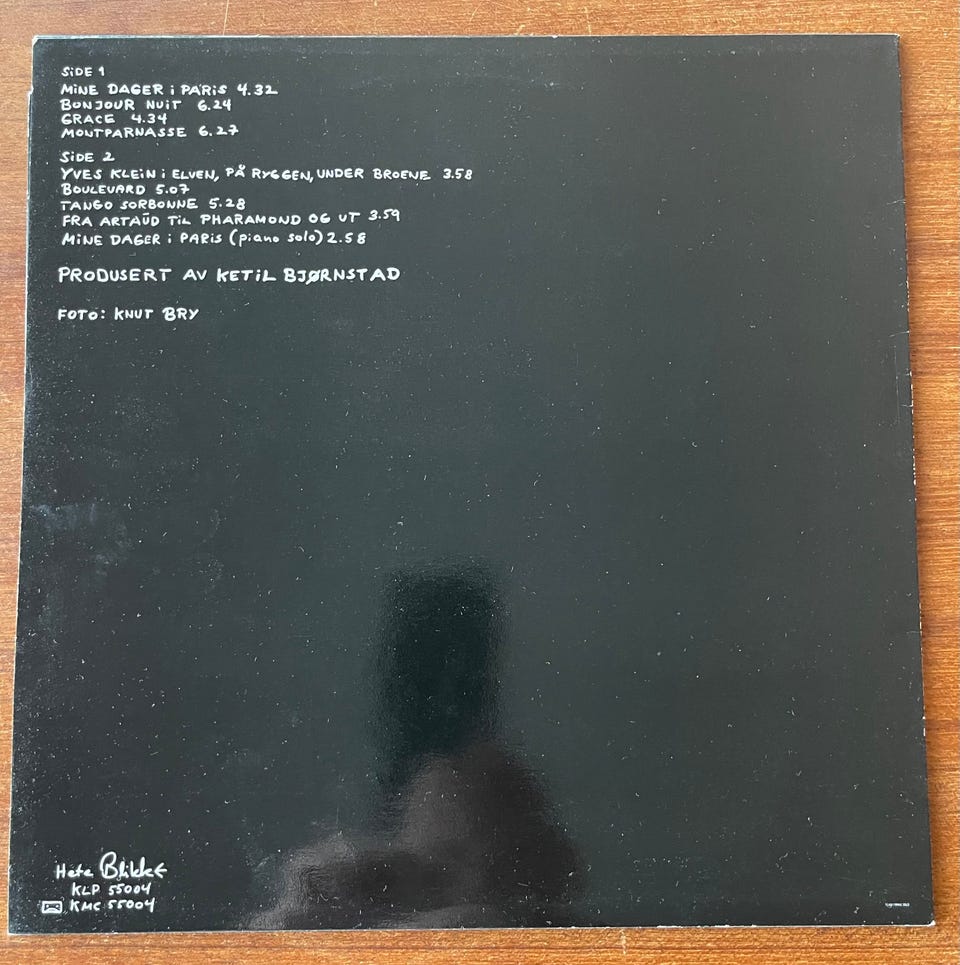 SiDE 1
MiNE DAGER i PARiS 4.32
BONJOUR NUiT 6.24
GRACE 4.34
MONTPARNASSE 6.27
SiDE 2
YVES KLEiN i ELVEN, PÅ RYGGEN, UNDER BROENE 3.58
BOULEVARD 5.07
TANGO SORBONNE 5.28
FRA ARTAUD TiL PHARAMOND OG UT 3.59
MiNE DAGER i PARiS (piano solo) 2.58
PRODUSERT AV KETiL BJØRNSTAD
FOTO: KNUT BRY
Hete Blikke
KLP 55004
KMC 55004